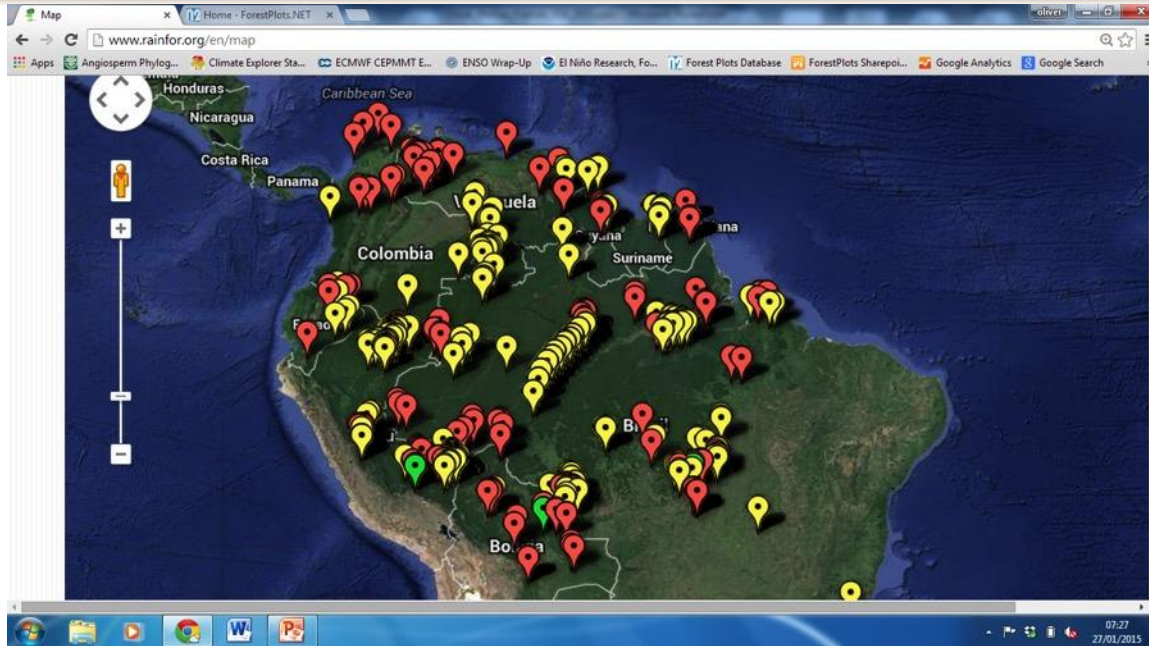 oliver
Map
Home - ForestPlots.NET
www.rainfor.org/en/map
Apps
Angiosperm Phylog...
Climate Explorer Sta...
ECMWF CEPMMT E...
ENSO Wrap-Up
El Niño Research, Fo...
Forest Plots Database
ForestPlots Sharepoi...
Google Analytics
Google Search
Honduras
Caribbean Sea
Nicaragua
Costa Rica
Panama
Colombia
Suriname
07:27
27/01/2015